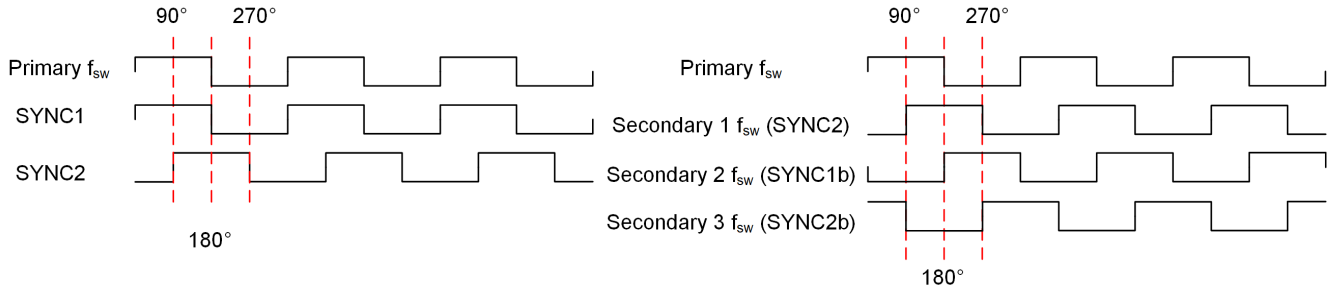 90° 270°
Primary fsw
SYNC1
SYNC2
180°
90° 270°
Primary fsw
Secondary 1 fsw (SYNC2)
Secondary 2 fsw (SYNC1b)
Secondary 3 fsw (SYNC2b)
180°